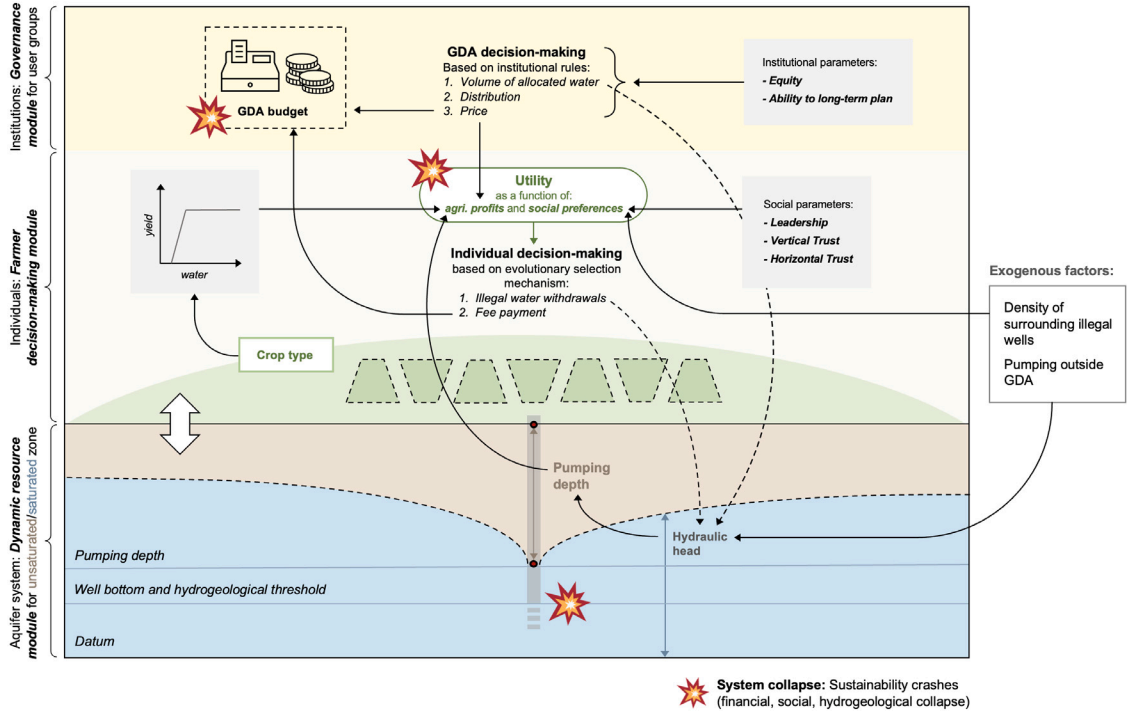 Institutions: Governance
module for user groups
GDA budget
GDA decision-making
Based on institutional rules:
1. Volume of allocated water
2. Distribution
3. Price
Institutional parameters:
- Equity
- Ability to long-term plan
Individuals: Farmer
decision-making module
yield
water
Crop type
Utility
as a function of:
agri. profits and social preferences
Individual decision-making
based on evolutionary selection
mechanism:
1. Illegal water withdrawals
2. Fee payment
Social parameters:
- Leadership
- Vertical Trust
- Horizontal Trust
Exogenous factors:
Density of
surrounding illegal
wells
Pumping outside
GDA
Aquifer system: Dynamic resource
module for unsaturated/saturated zone
Pumping
depth
Hydraulic
head
Pumping depth
Well bottom and hydrogeological threshold
Datum
System collapse: Sustainability crashes
(financial, social, hydrogeological collapse)